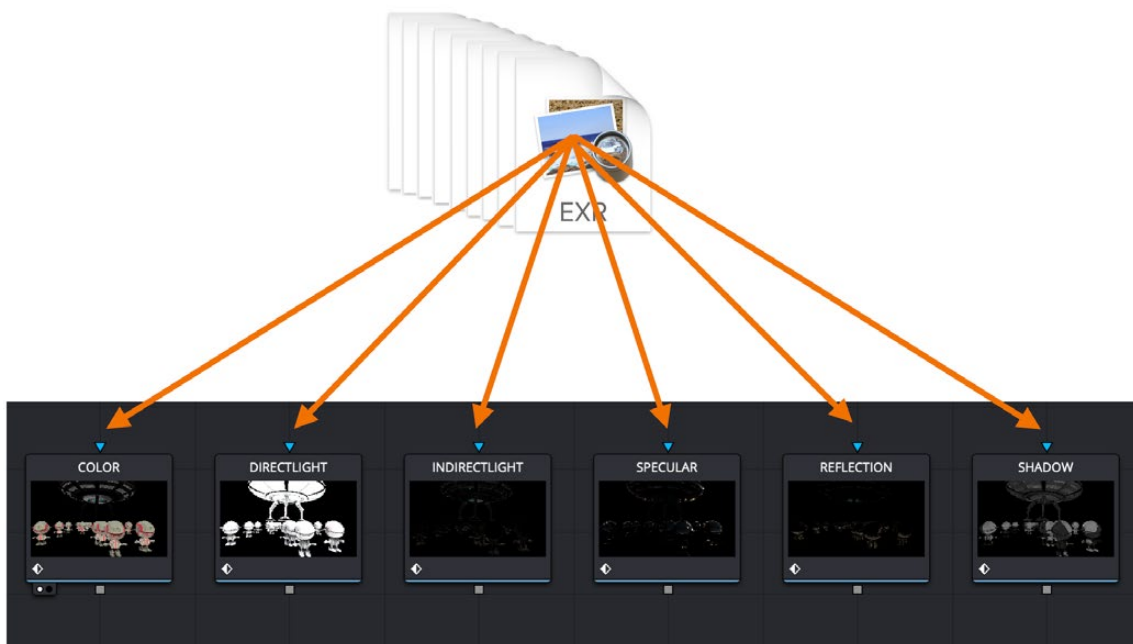 EXR
COLOR
DIRECTLIGHT
INDIRECTLIGHT
SPECULAR
REFLECTION
SHADOW